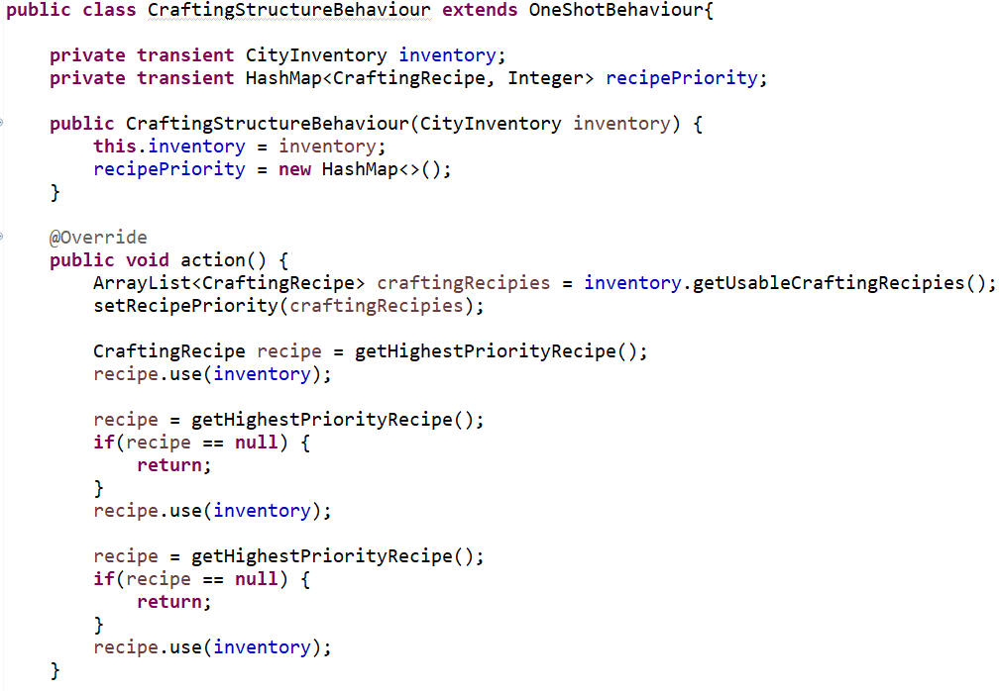 public class CraftingStructureBehaviour extends OneShotBehaviour{
private transient CityInventory inventory;
private transient HashMap<CraftingRecipe, Integer> recipePriority;
public CraftingStructureBehaviour(CityInventory inventory) {
this.inventory = inventory;
recipePriority = new HashMap<>();
}
@Override
public void action() {
ArrayList<CraftingRecipe> craftingRecipies = inventory.getUsableCraftingRecipies();
setRecipePriority(craftingRecipies);
CraftingRecipe recipe = getHighestPriorityRecipe();
recipe.use(inventory);
recipe = getHighestPriorityRecipe();
if(recipe == null) {
return;
}
recipe.use(inventory);
recipe = getHighestPriorityRecipe();
if(recipe == null) {
return;
}
recipe.use(inventory);
}